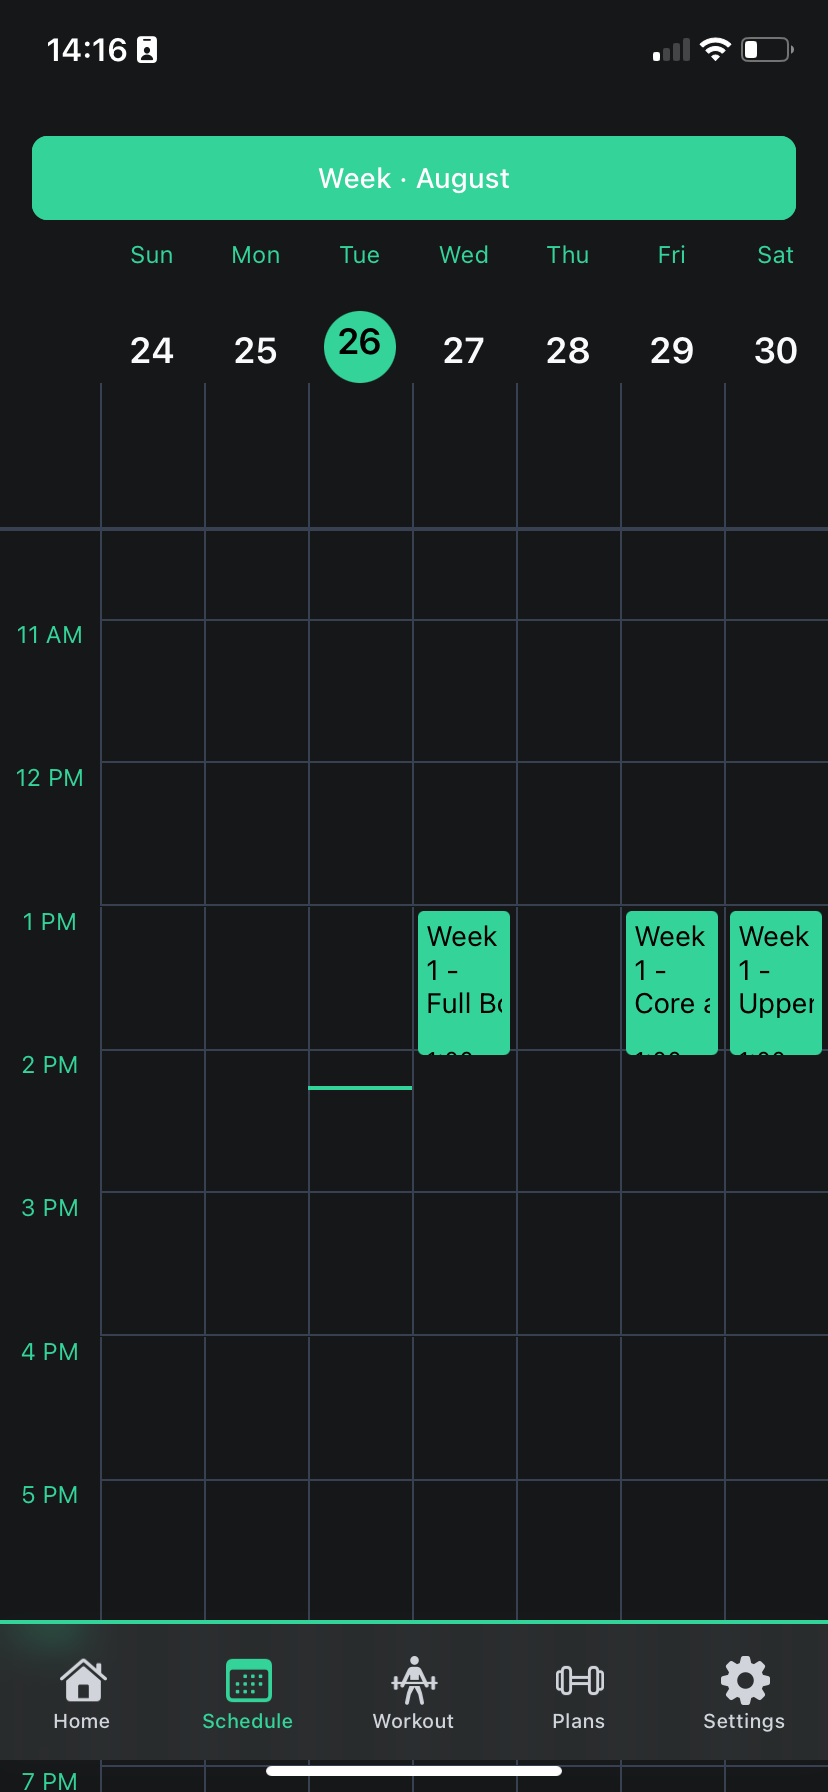 14:16
Week · August
Sun Mon Tue Wed Thu Fri Sat
24 25 26 27 28 29 30
11 AM
12 PM
1 PM
Week
1 -
Full
Week
1 -
Core
Week
1 -
Upper
2 PM
3 PM
4 PM
5 PM
Home Schedule Workout Plans Settings
7 PM